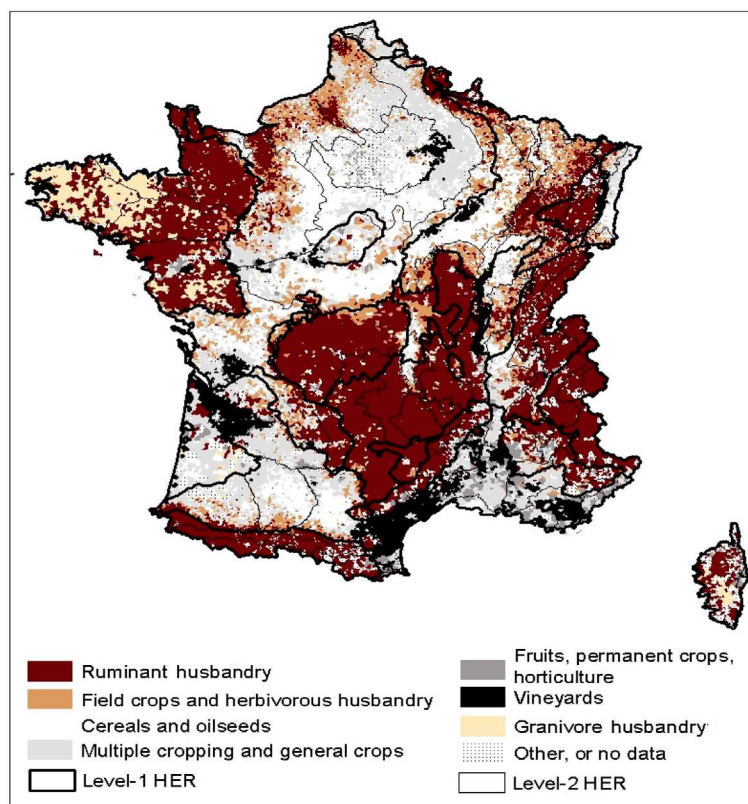 Ruminant husbandry
Field crops and herbivorous husbandry
Cereals and oilseeds
Multiple cropping and general crops
Level-1 HER
Fruits, permanent crops,
horticulture
Vineyards
Granivore husbandry
Other, or no data
Level-2 HER